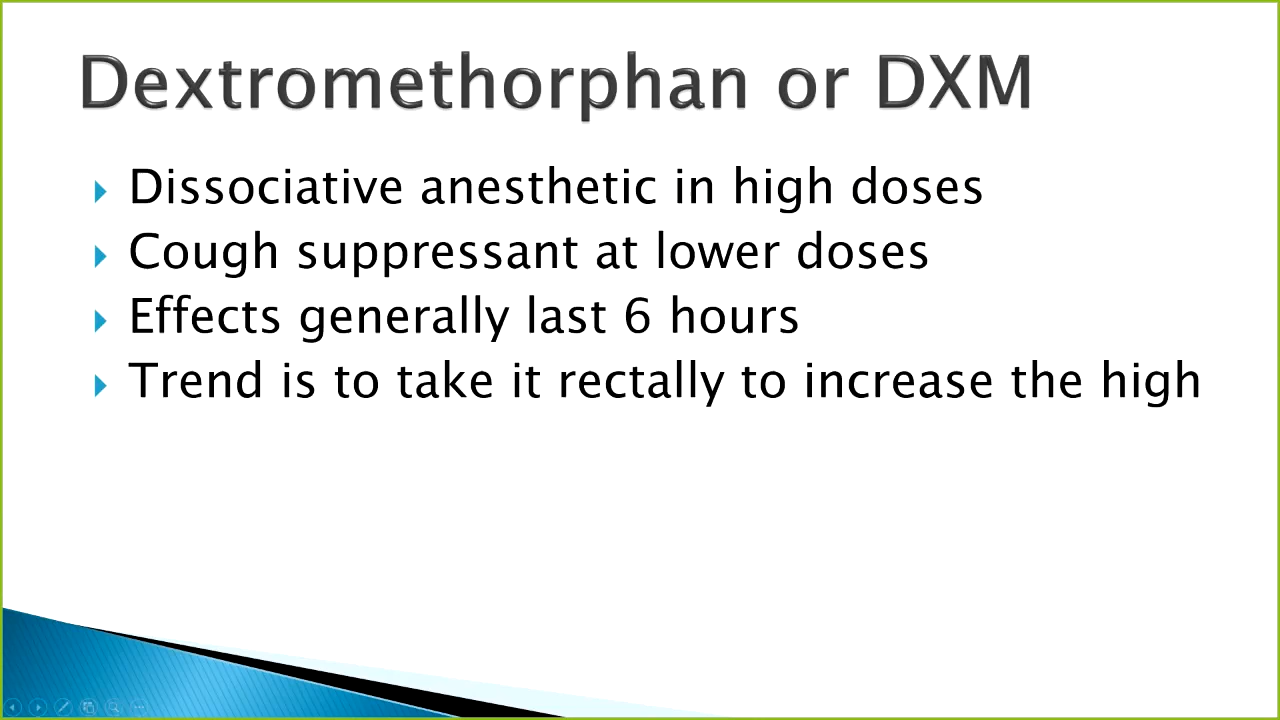 Dextromethorphan or DXM
Dissociative anesthetic in high doses
Cough suppressant at lower doses
Effects generally last 6 hours
Trend is to take it rectally to increase the high